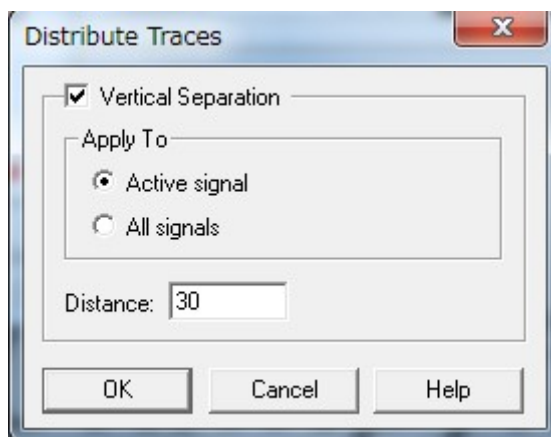 Distribute Traces
Vertical Separation
Apply To
Active signal
All signals
Distance: 30
OK Cancel Help